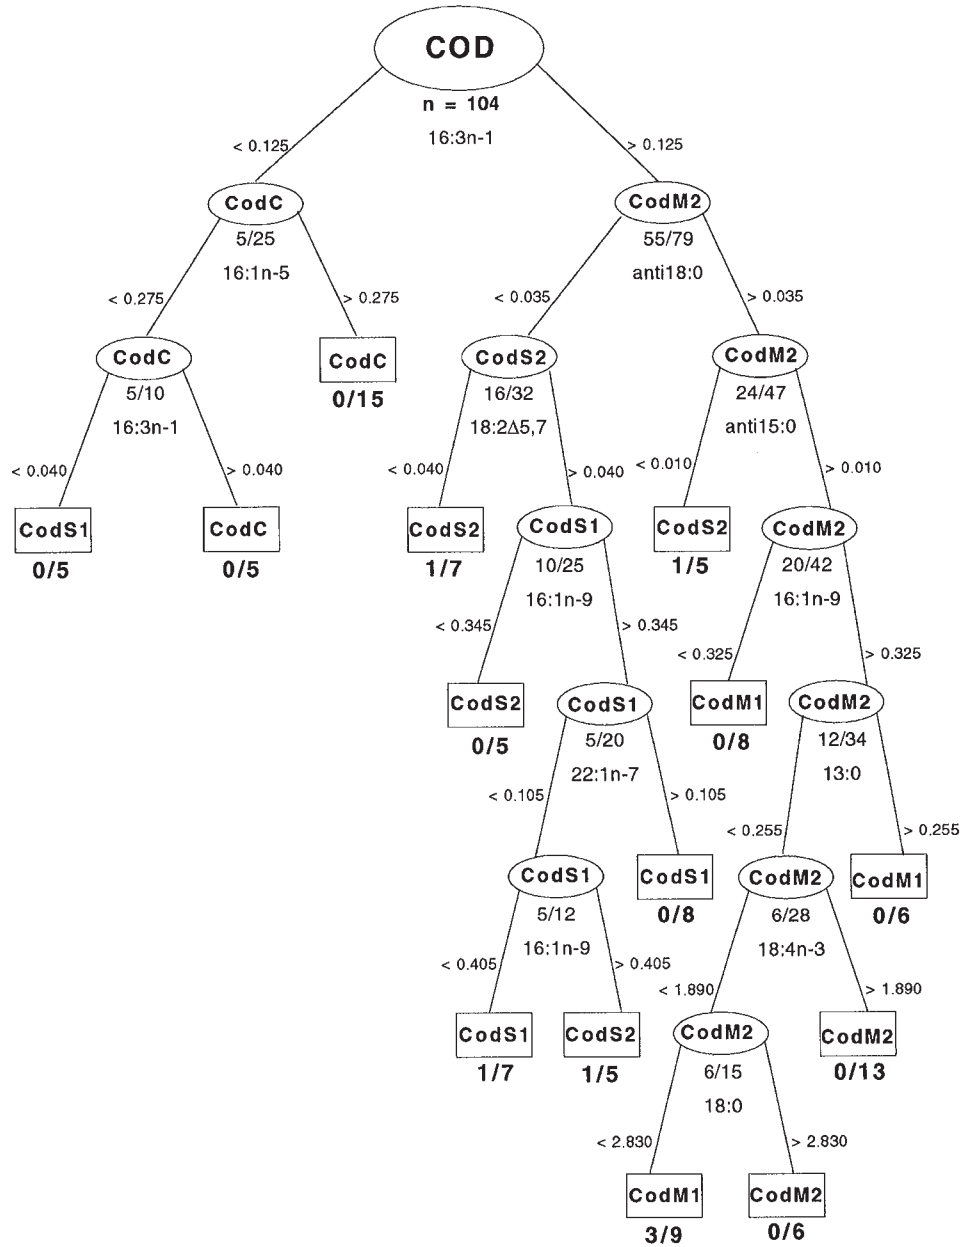 COD
n = 104
16:3n-1
< 0.125
> 0.125
CodC
CodM2
5/25
55/79
16:1n-5
anti18:0
< 0.275
> 0.275
< 0.035
> 0.035
CodC
CodC
CodS2
CodM2
5/10
0/15
16/32
24/47
16:3n-1
18:2Δ5,7
anti15:0
< 0.040
> 0.040
< 0.040
> 0.040
< 0.010
> 0.010
CodS1
CodC
CodS2
CodS1
CodS2
CodM2
0/5
0/5
1/7
10/25
1/5
20/42
16:1n-9
16:1n-9
< 0.345
> 0.345
< 0.325
> 0.325
CodS2
CodS1
CodM1
CodM2
0/5
5/20
0/8
12/34
22:1n-7
13:0
< 0.105
> 0.105
< 0.255
> 0.255
CodS1
CodS1
CodM2
CodM1
5/12
0/8
6/28
0/6
16:1n-9
18:4n-3
< 0.405
> 0.405
< 1.890
> 1.890
CodS1
CodS2
CodM2
CodM2
1/7
1/5
6/15
0/13
18:0
< 2.830
> 2.830
CodM1
CodM2
3/9
0/6